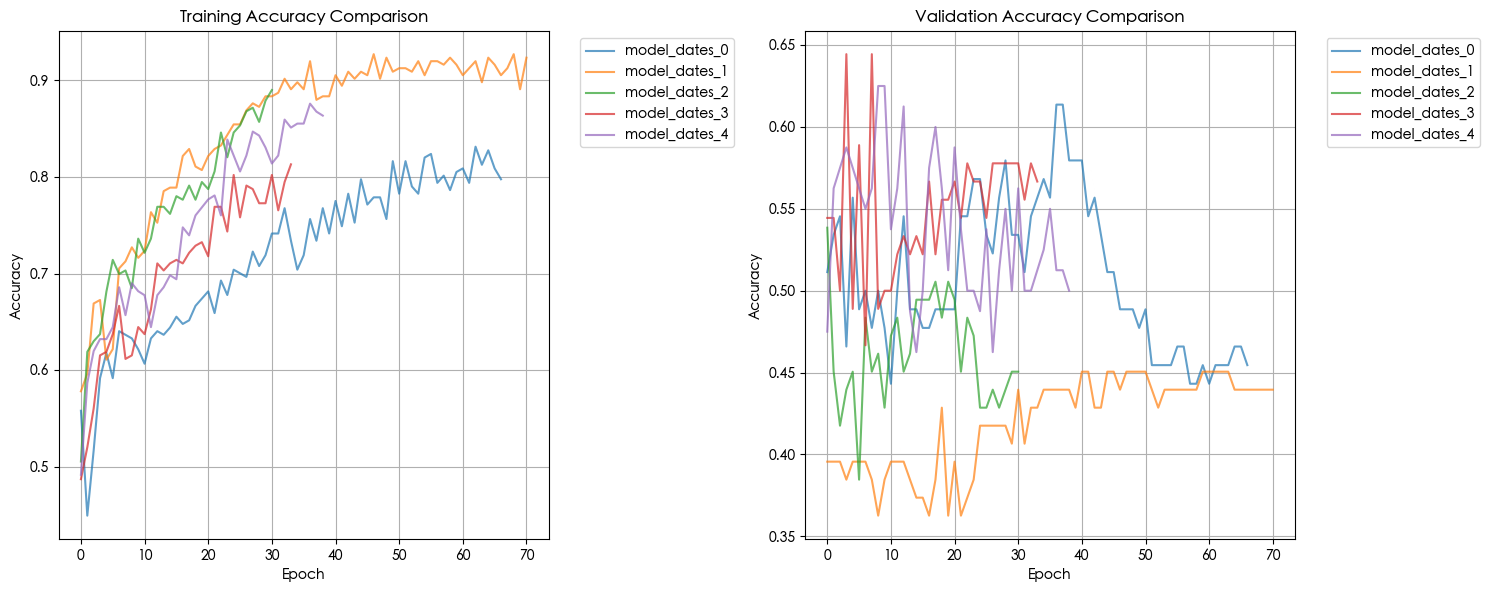 Training Accuracy Comparison
Accuracy
0.9
0.8
0.7
0.6
0.5
0 10 20 30 40 50 60 70
Epoch
model_dates_0
model_dates_1
model_dates_2
model_dates_3
model_dates_4
Validation Accuracy Comparison
Accuracy
0.65
0.60
0.55
0.50
0.45
0.40
0.35
0 10 20 30 40 50 60 70
Epoch
model_dates_0
model_dates_1
model_dates_2
model_dates_3
model_dates_4